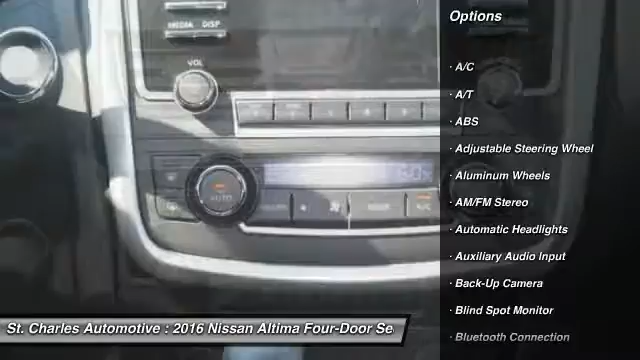 Options
· A/C
· A/T
· ABS
· Adjustable Steering Wheel
· Aluminum Wheels
· AM/FM Stereo
· Automatic Headlights
· Auxiliary Audio Input
· Back-Up Camera
· Blind Spot Monitor
· Bluetooth Connection
MEDIA DISP
VOL
AUTO
St. Charles Automotive : 2016 Nissan Altima Four-Door Se